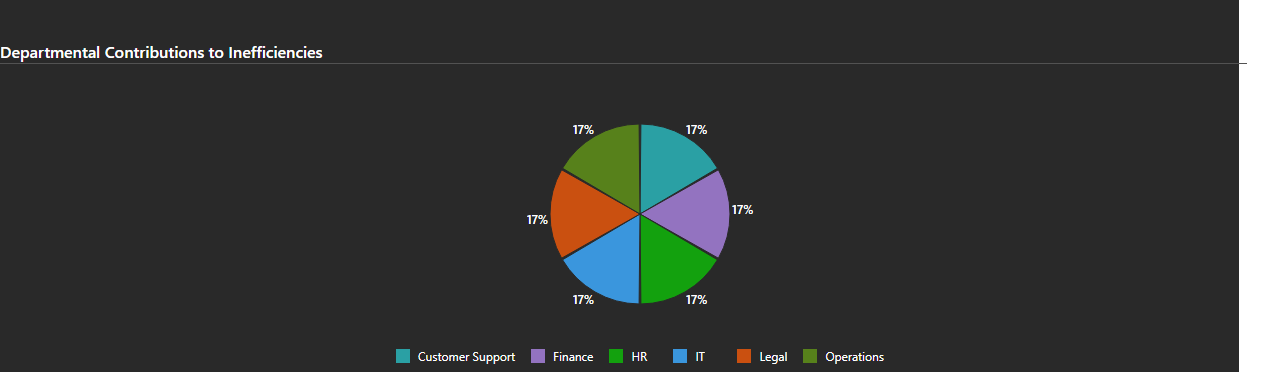 Departmental Contributions to Inefficiencies
17% 17%
17% 17%
17% 17%
Customer Support Finance HR IT Legal Operations